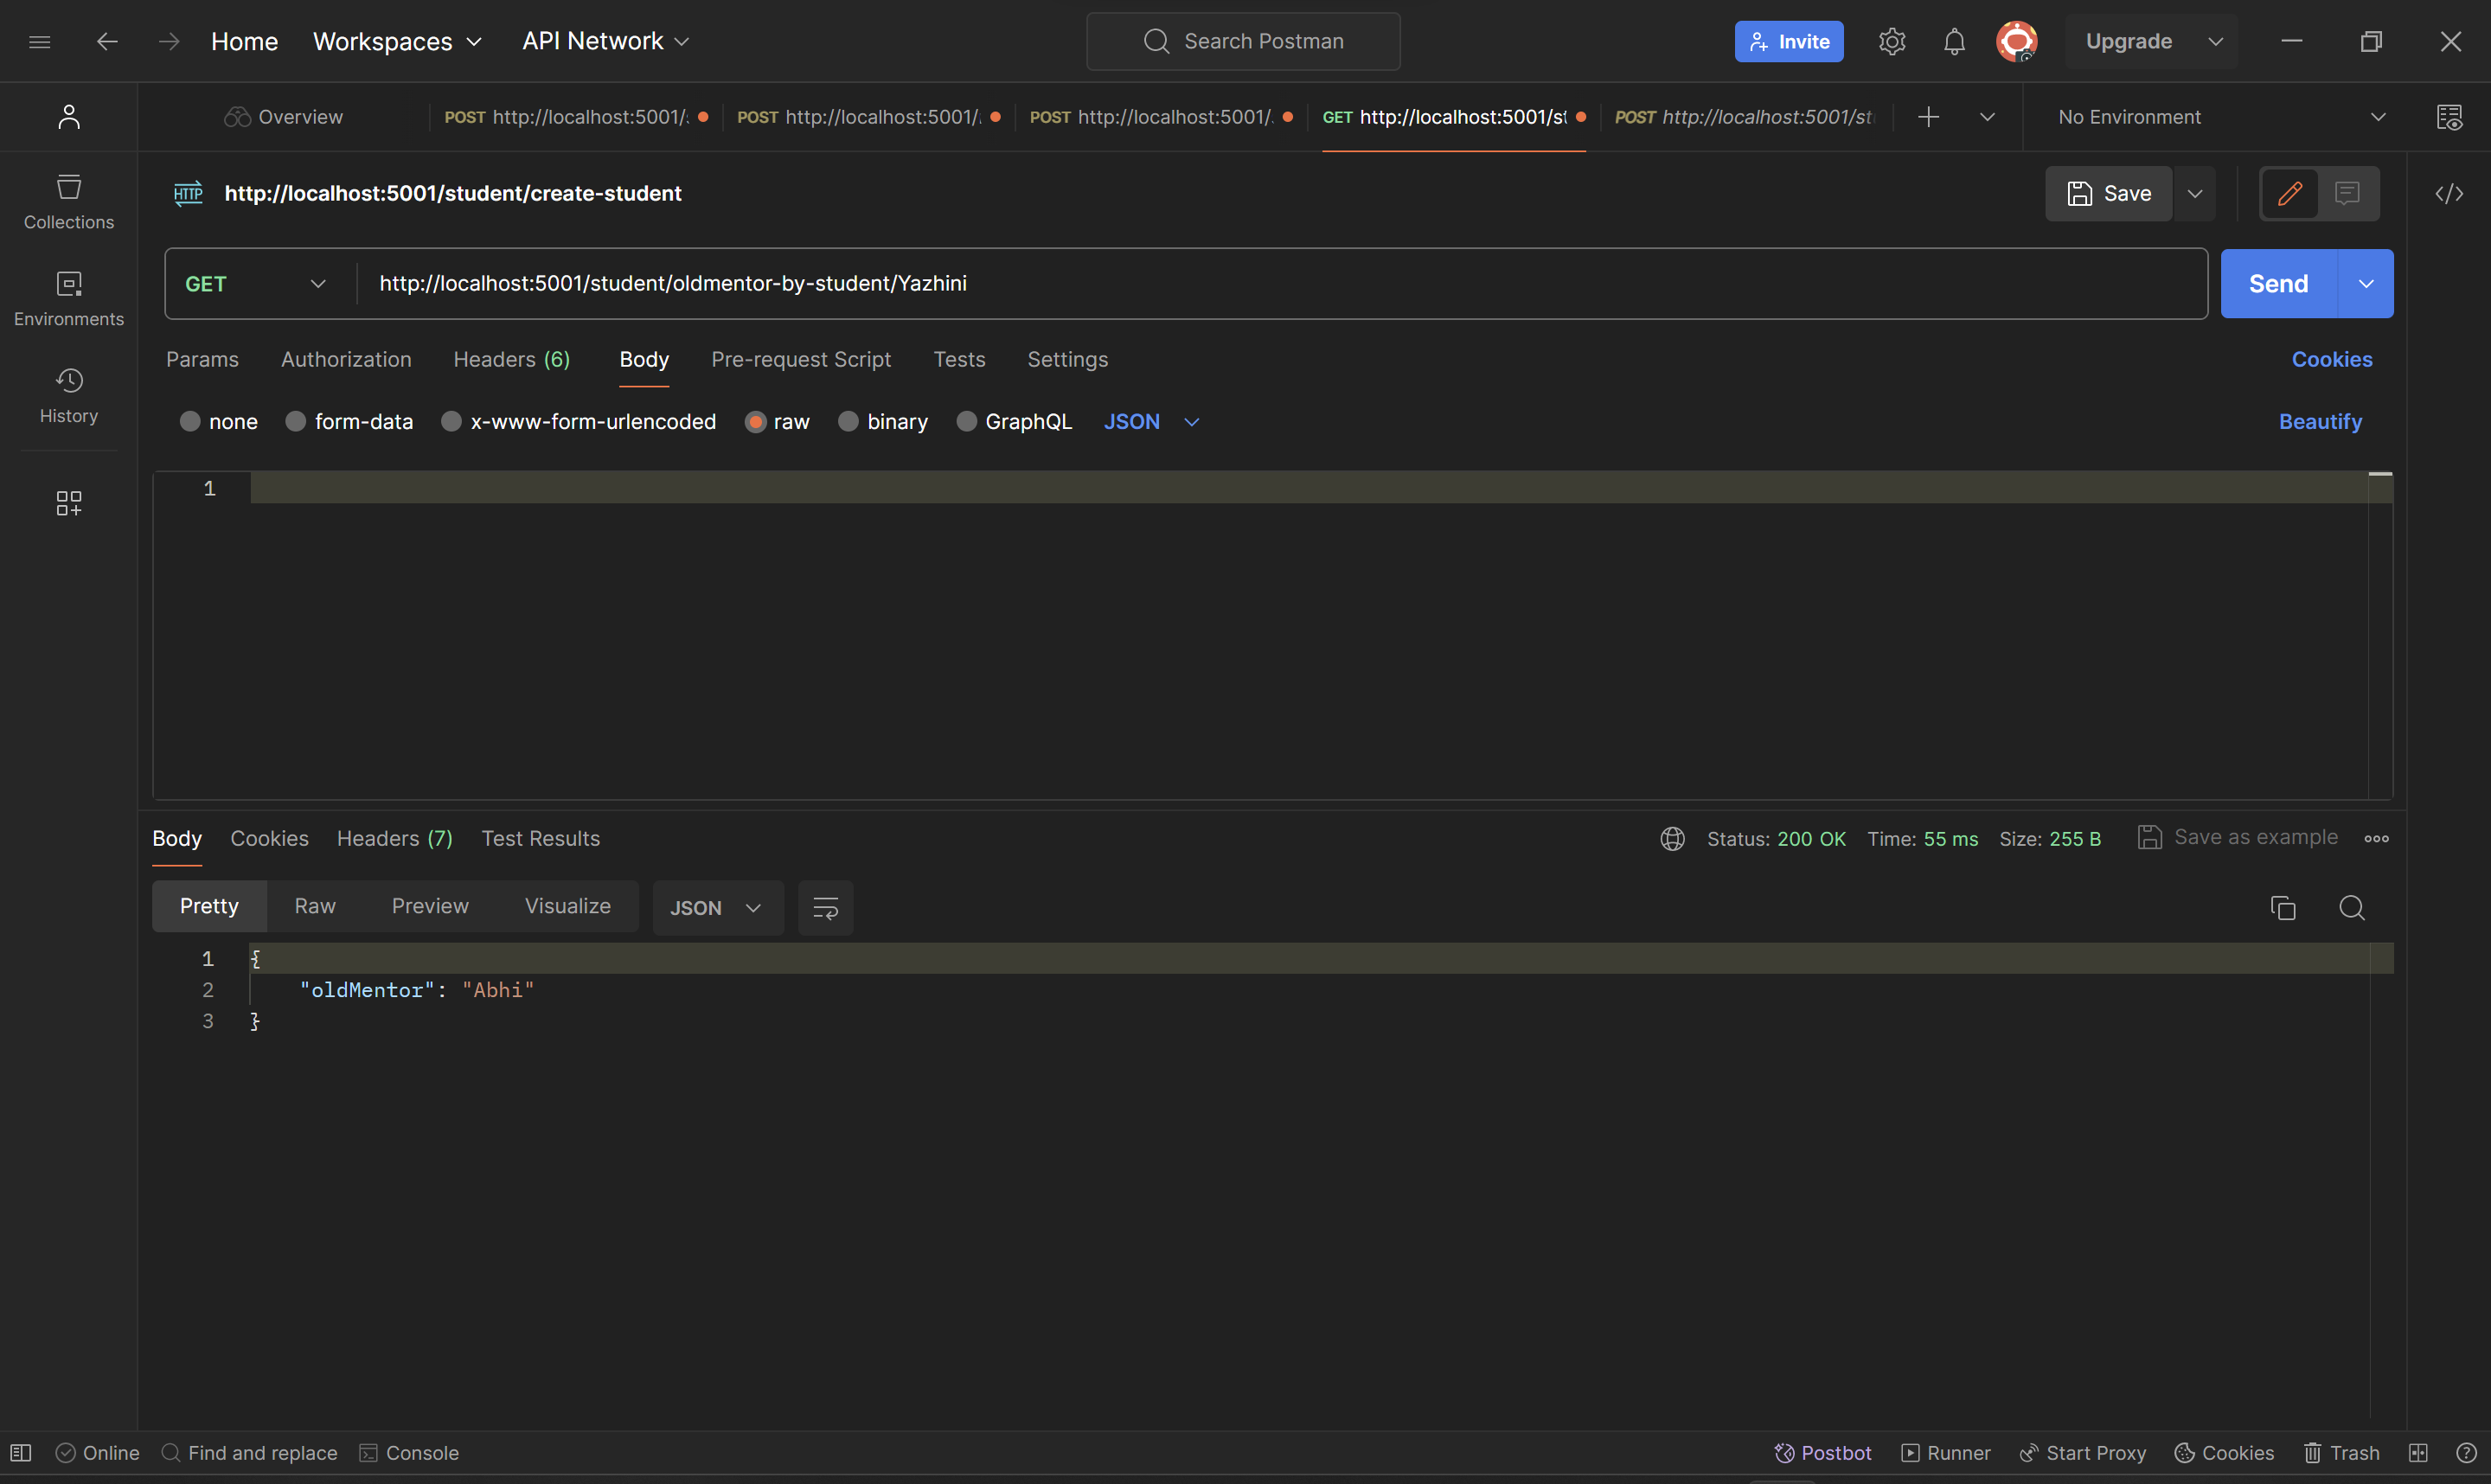 Home Workspaces API Network Search Postman Invite Upgrade
Overview POST http://localhost:5001/s POST http://localhost:5001/ POST http://localhost:5001/ GET http://localhost:5001/st POST http://localhost:5001/st No Environment
HTTP http://localhost:5001/student/create-student Save
Collections
GET http://localhost:5001/student/oldmentor-by-student/Yazhini Send
Environments
Params Authorization Headers (6) Body Pre-request Script Tests Settings Cookies
none form-data x-www-form-urlencoded raw binary GraphQL JSON Beautify
History
1
Body Cookies Headers (7) Test Results Status: 200 OK Time: 55 ms Size: 255 B Save as example
Pretty Raw Preview Visualize JSON
1 {
2 "oldMentor": "Abhi"
3 }
Online Find and replace Console Postbot Runner Start Proxy Cookies Trash